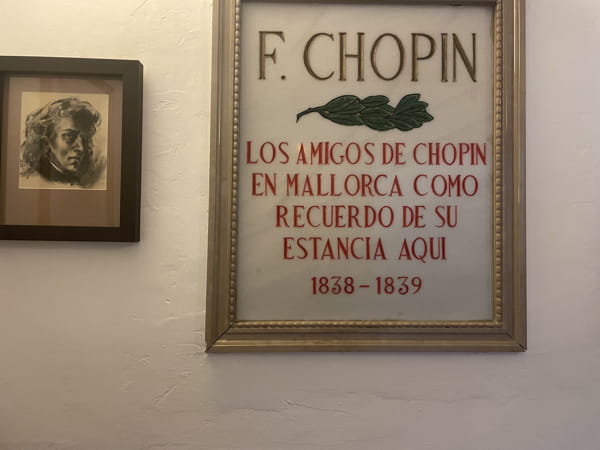 F. CHOPIN
LOS AMIGOS DE CHOPIN
EN MALLORCA COMO
RECUERDO DE SU
ESTANCIA AQUI
1838-1839